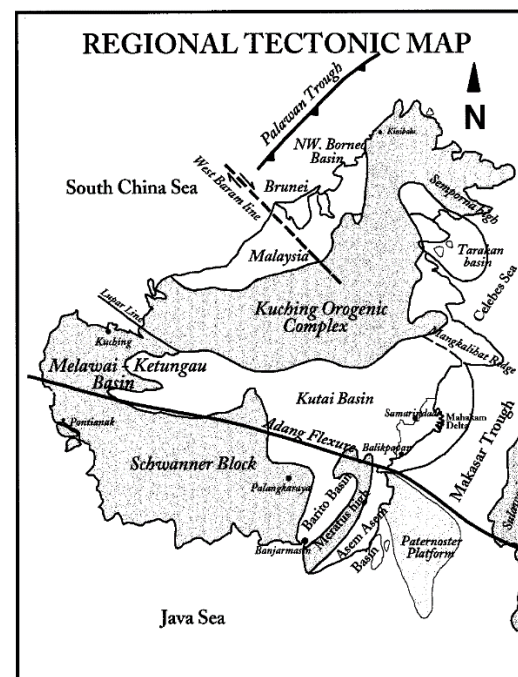 REGIONAL TECTONIC MAP
Palawan Trough
N
Kinibalu
NW. Borneo
Basin
West Baram line
Brunei
South China Sea
Semporna high
Tarakan
basin
Malaysia
Celebes Sea
Lupar Line
Kuching Orogenic
Complex
Mangkalihat Ridge
Kuching
Melawai - Ketungau
Basin
Kutai Basin
Samarinda
Mahakam
Delta
Makasar Trough
Pontianak
Adang Flexure
Balikpapan
Schwanner Block
Palangkaraya
Barito Basin
Meratus high
Asem Asem
Basin
Paternoster
Platform
Banjarmasin
Java Sea